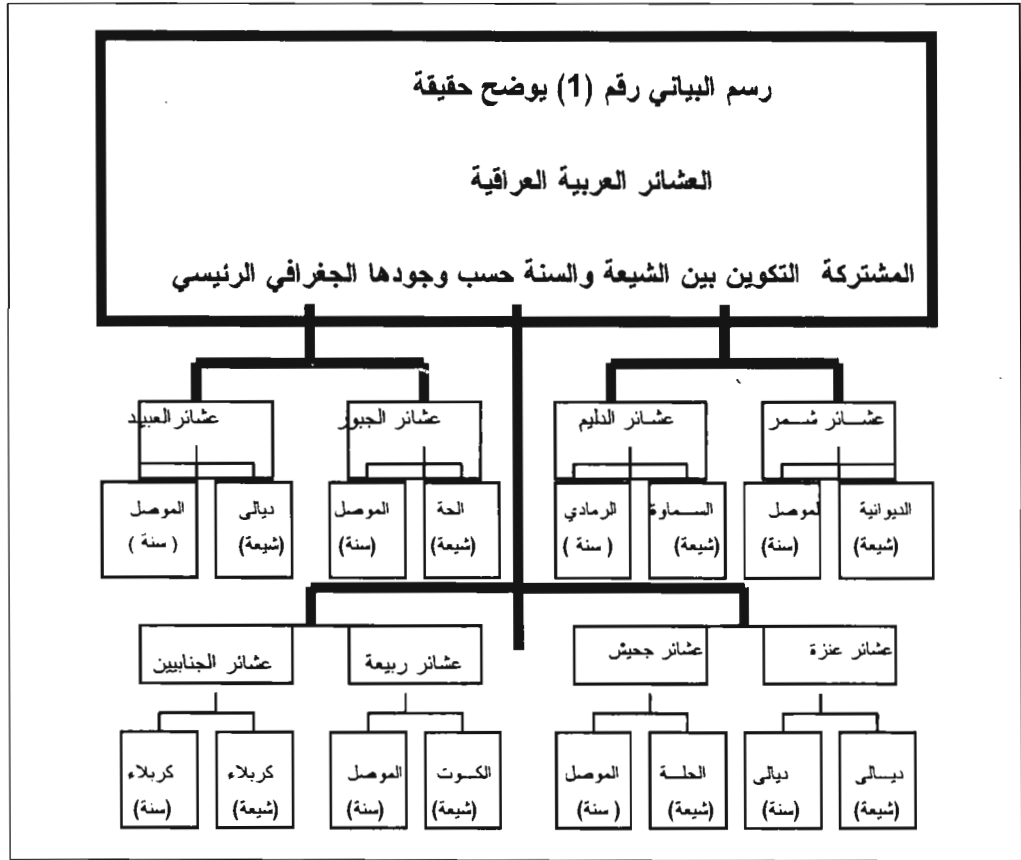 رسم البياني رقم (1) يوضح حقيقة
العشائر العربية العراقية
المشتركة التكوين بين الشيعة والسنة حسب وجودها الجغرافي الرئيسي
عشائر شمر
عشائر الدليم
عشائر الجبور
عشائر العبيد
الديوانية
(شيعة)
الموصل
(سنة)
السماوة
(شيعة)
الرمادي
(سنة )
الحة
(شيعة)
الموصل
(سنة)
ديالى
(شيعة)
الموصل
( سنة )
عشائر عنزة
عشائر جحيش
عشائر ربيعة
عشائر الجنابيين
ديالى
(شيعة)
ديالى
(سنة)
الحلة
(شيعة)
الموصل
( سنة)
الكوت
(شيعة)
الموصل
(سنة)
كربلاء
(شيعة)
كربلاء
(سنة)